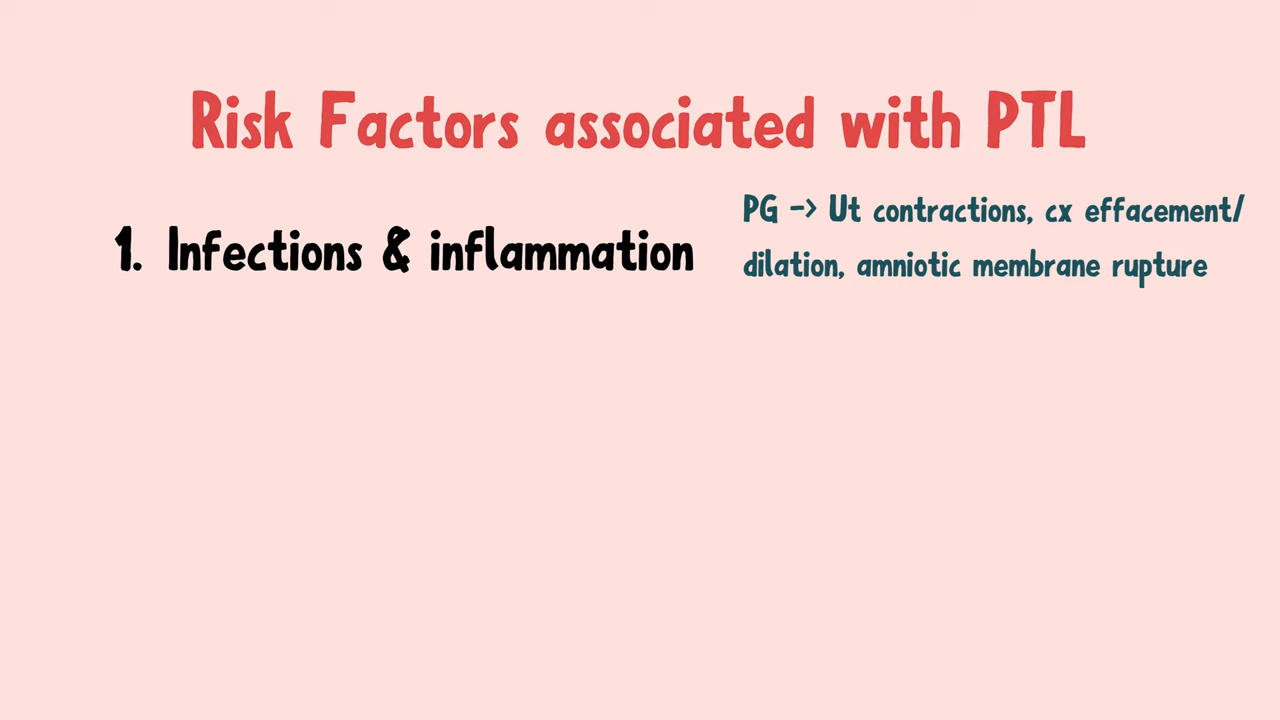 Risk Factors associated with PTL
1. Infections & inflammation
PG -> Ut contractions, cx effacement/
dilation, amniotic membrane rupture